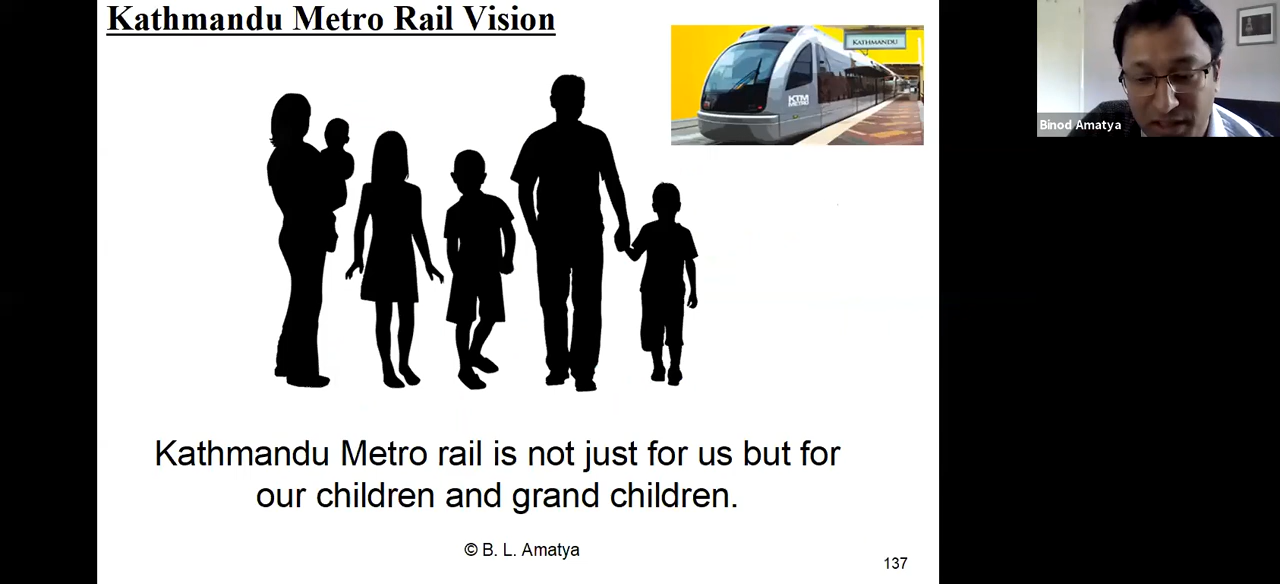 Kathmandu Metro Rail Vision
KATHMANDU
KTM
METRO
Binod Amatya
Kathmandu Metro rail is not just for us but for
our children and grand children.
© B. L. Amatya
137